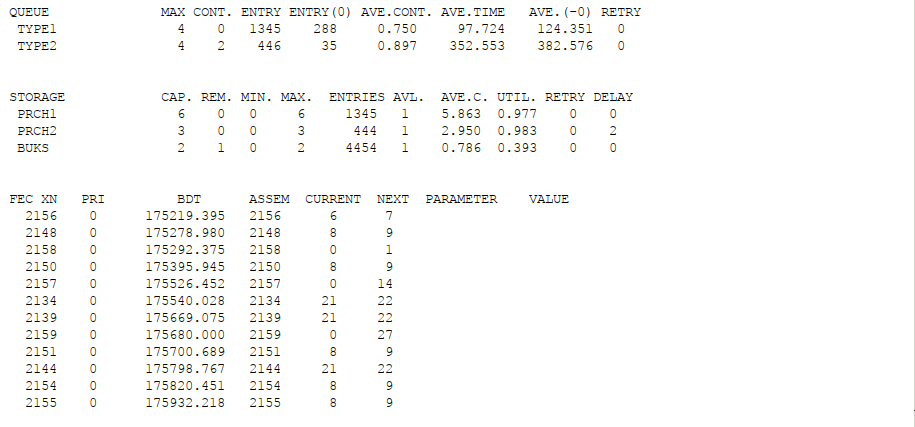 QUEUE MAX CONT. ENTRY ENTRY(0) AVE.CONT. AVE.TIME AVE.(-0) RETRY
TYPE1 4 0 1345 288 0.750 97.724 124.351 0
TYPE2 4 2 446 35 0.897 352.553 382.576 0
STORAGE CAP. REM. MIN. MAX. ENTRIES AVL. AVE.C. UTIL. RETRY DELAY
PRCH1 6 0 0 6 1345 1 5.863 0.977 0 0
PRCH2 3 0 0 3 444 1 2.950 0.983 0 2
BUKS 2 1 0 2 4454 1 0.786 0.393 0 0
FEC XN PRI BDT ASSEM CURRENT NEXT PARAMETER VALUE
2156 0 175219.395 2156 6 7
2148 0 175278.980 2148 8 9
2158 0 175292.375 2158 0 1
2150 0 175395.945 2150 8 9
2157 0 175526.452 2157 0 14
2134 0 175540.028 2134 21 22
2139 0 175669.075 2139 21 22
2159 0 175680.000 2159 0 27
2151 0 175700.689 2151 8 9
2144 0 175798.767 2144 21 22
2154 0 175820.451 2154 8 9
2155 0 175932.218 2155 8 9